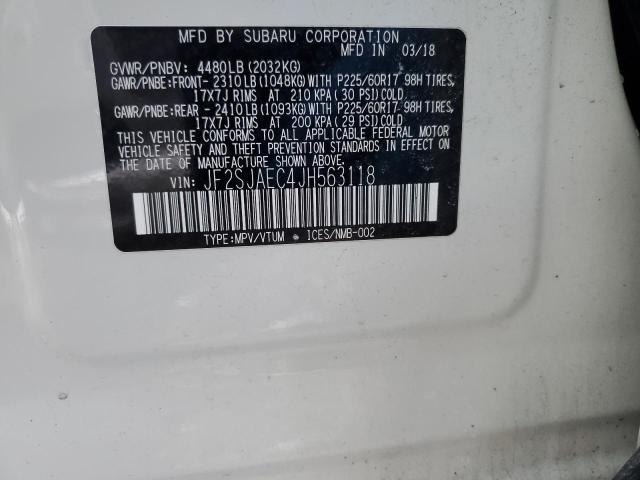 MFD BY SUBARU CORPORATION
MFD IN 03/18
GVWR/PNBV: 4480LB (2032KG)
GAWR/PNBE:FRONT- 2310LB (1048KG) WITH P225/60R17 98H TIRES,
17X7J RIMS AT 210 KPA (30 PSI) COLD
GAWR/PNBE:REAR - 2410LB (1093KG) WITH P225/60R17 98H TIRES,
17X7J RIMS AT 200 KPA (29 PSI) COLD
THIS VEHICLE CONFORMS TO ALL APPLICABLE FEDERAL MOTOR
VEHICLE SAFETY AND THEFT PREVENTION STANDARDS IN EFFECT ON
THE DATE OF MANUFACTURE SHOWN ABOVE.
VIN: JF2SJAEC4JH563118
TYPE:MPV/VTUM • ICES/NMB-002